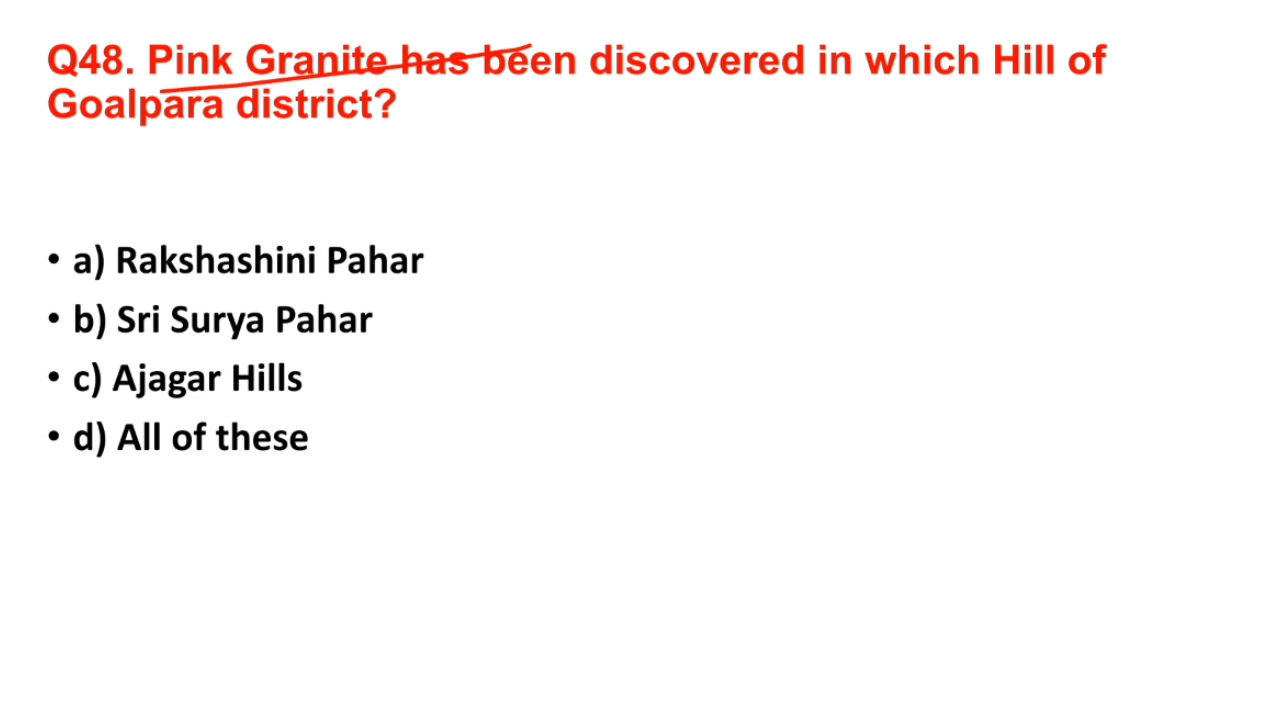 Q48. Pink Granite has been discovered in which Hill of
Goalpara district?
• a) Rakshashini Pahar
• b) Sri Surya Pahar
• c) Ajagar Hills
• d) All of these